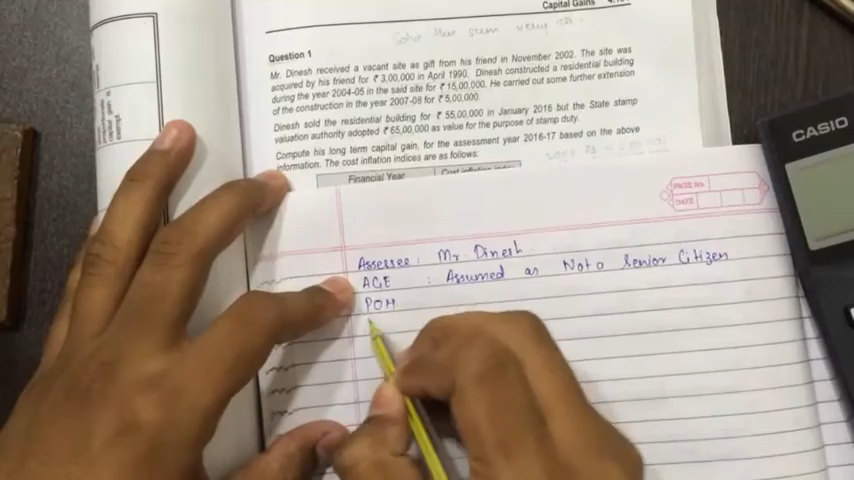 Capital Gains
Solve this sum very
Question 1
Mr. Dinesh received a vacant site as gift from his friend in November 2002. The site was
acquired by his friend for ₹ 3,00,000 in April 1990. Dinesh constructed a residential building
during the year 2004-05 in the said site for ₹ 15,00,000. He carried out some further extension
of the construction in the year 2007-08 for ₹ 5,00,000.
Dinesh sold the residential building for ₹ 55,00,000 in January 2016 but the State stamp
valuation authority adopted ₹ 65,00,000 as value for the purpose of stamp duty.
Compute his long term capital gain, for the assessment year 2016-17 based on the above
information. The cost inflation indices are as follows:
Financial Year Cost inflation index
PAGE NO.
DATE
Assessee: Mr Dinesh.
AGE : Assumed as Not a Senior Citizen
POH
CASIO